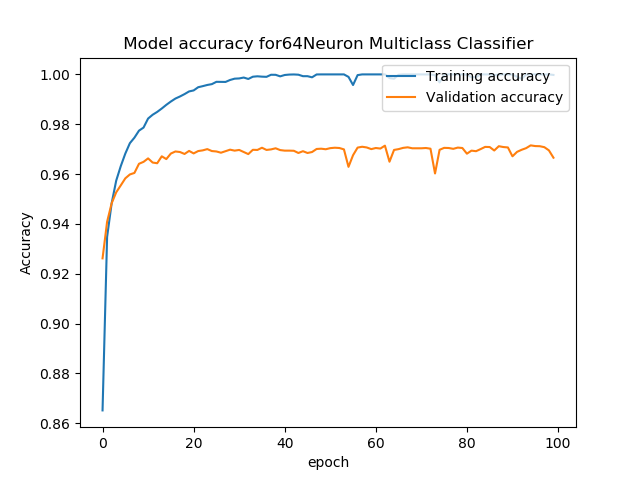 Model accuracy for64Neuron Multiclass Classifier
1.00
0.98
0.96
0.94
0.92
0.90
0.88
0.86
Accuracy
Training accuracy
Validation accuracy
0 20 40 60 80 100
epoch